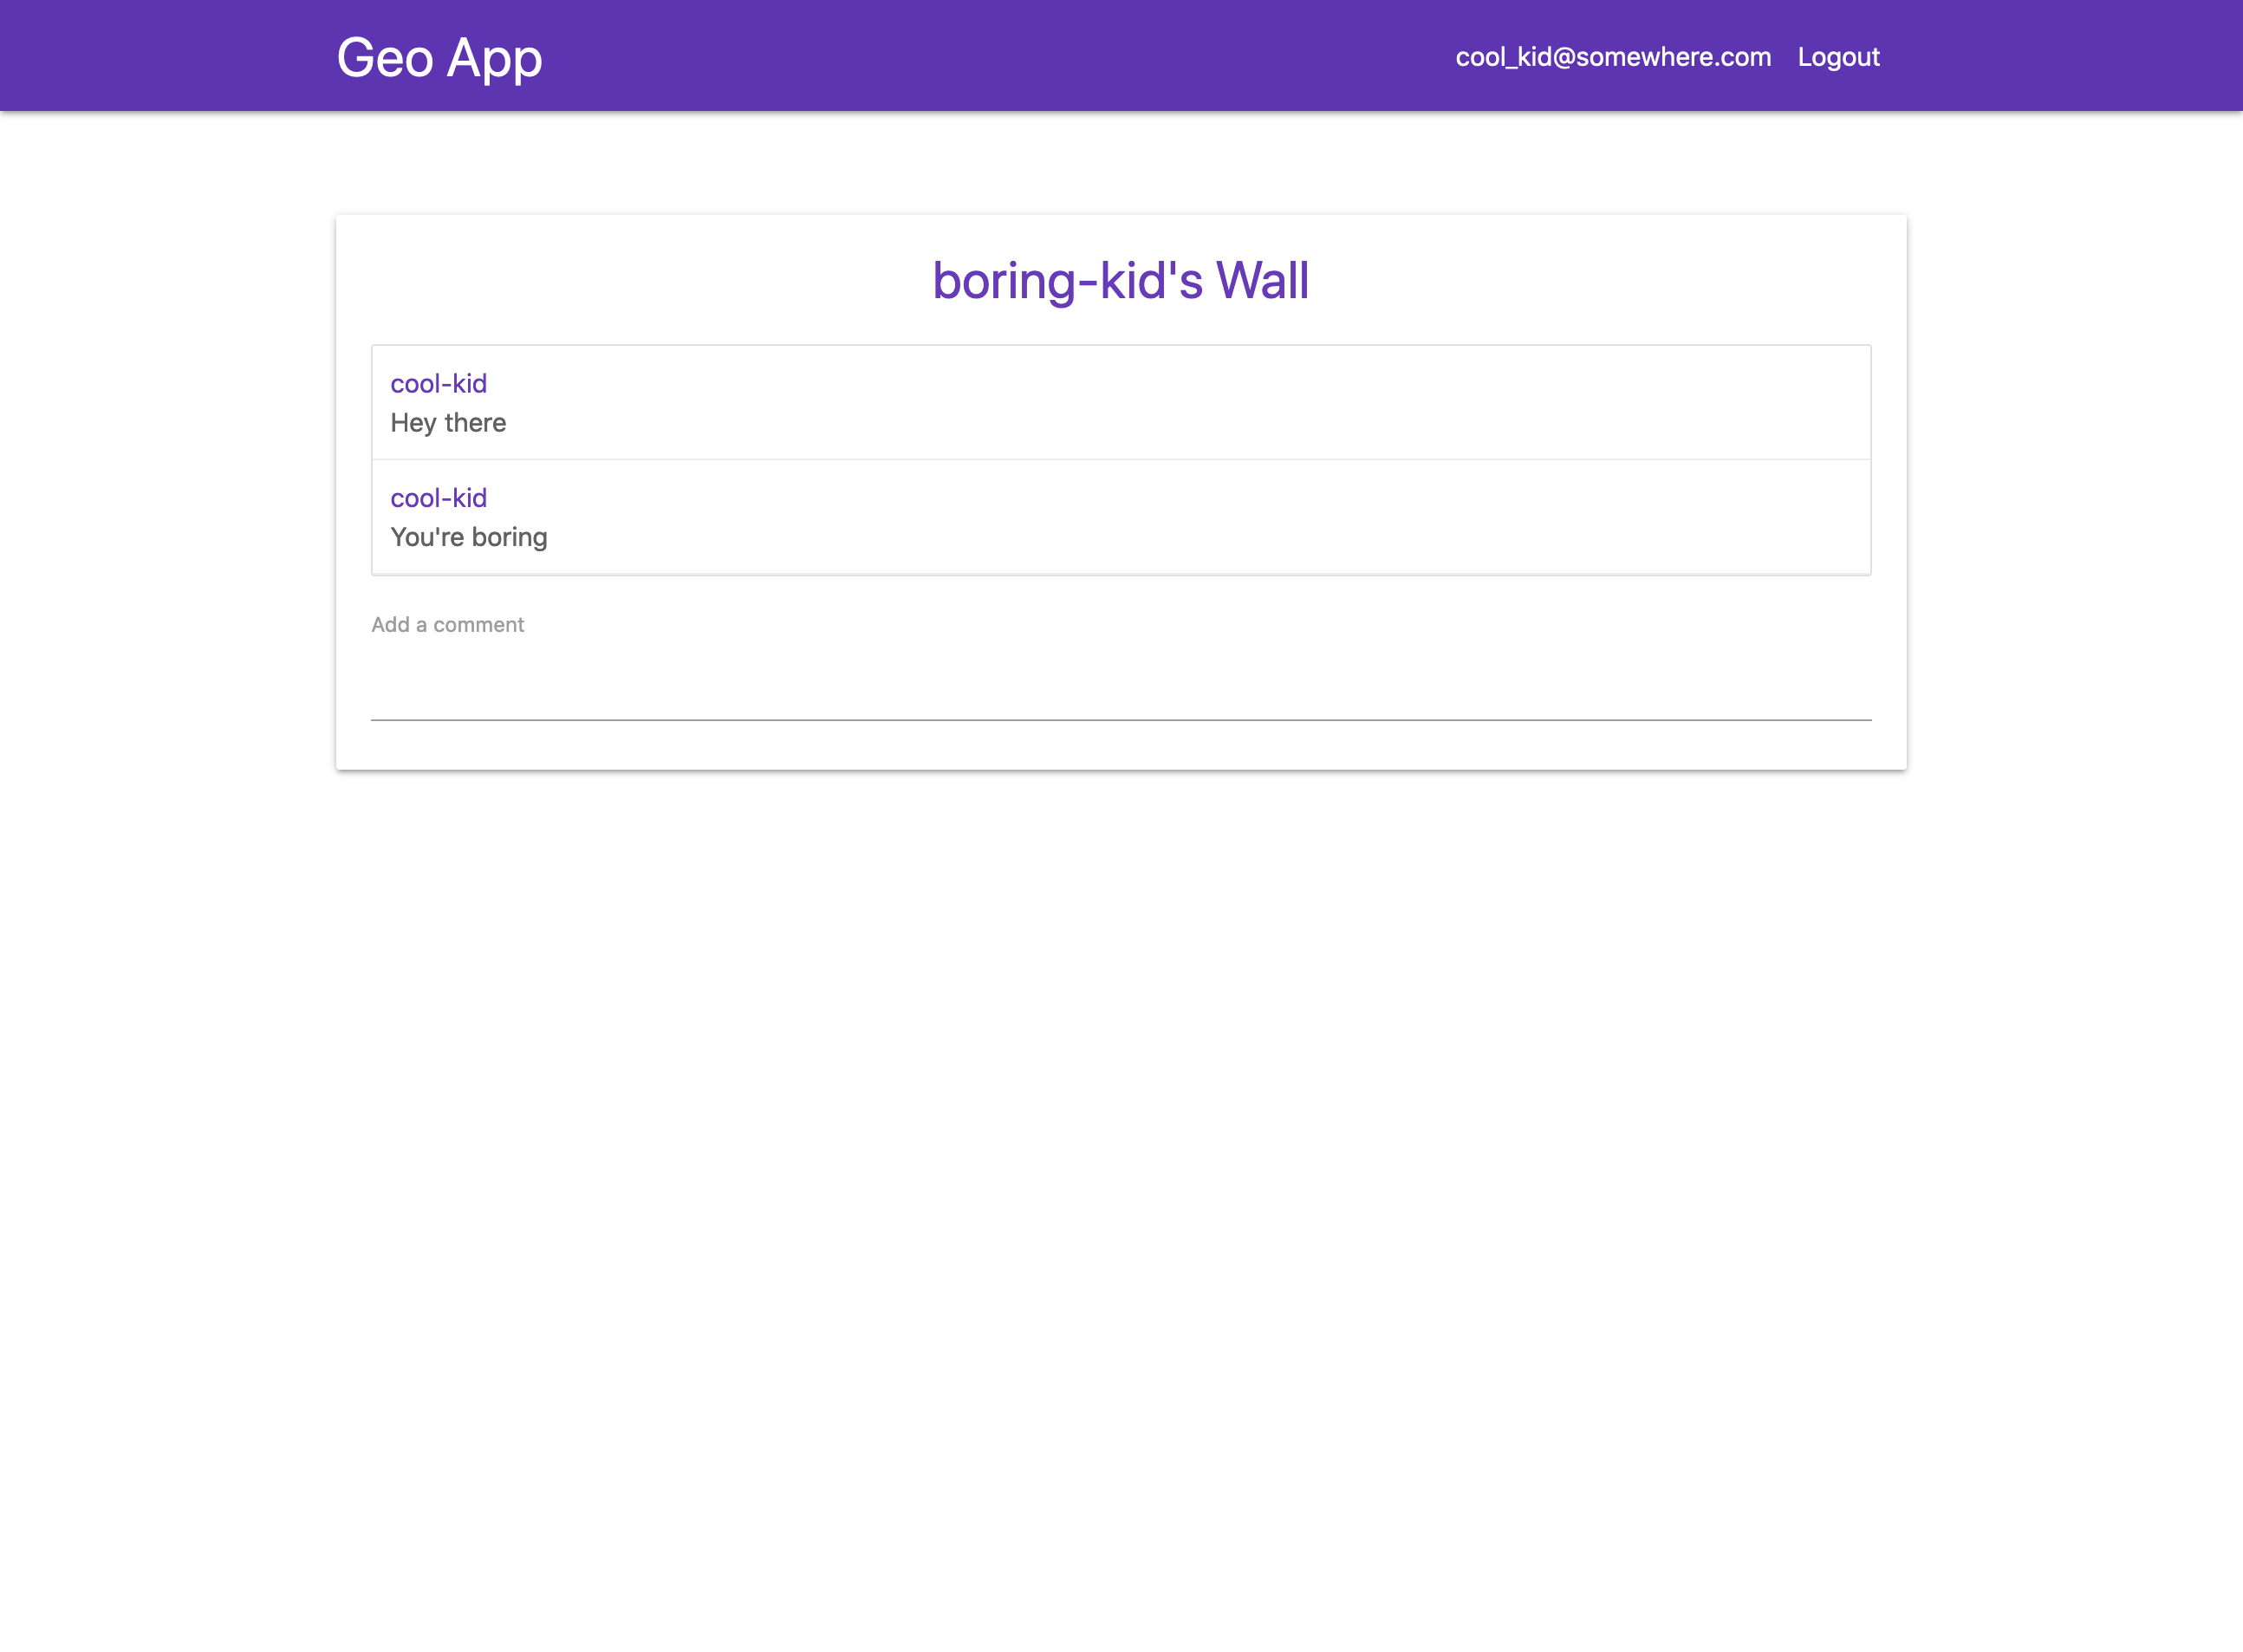 Geo App
cool_kid@somewhere.com Logout
boring-kid's Wall
cool-kid
Hey there
cool-kid
You're boring
Add a comment